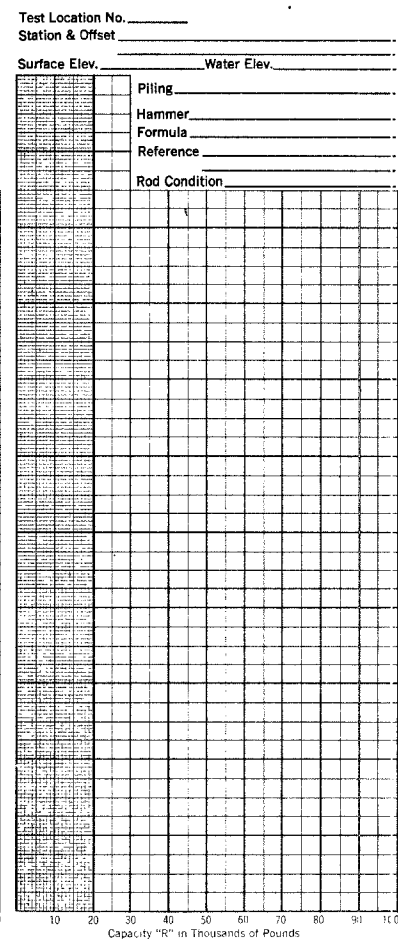 Test Location No.
Station & Offset
Surface Elev. Water Elev.
Piling
Hammer
Formula
Reference
Rod Condition
10 20 30 40 50 60 70 80 90 100
Capacity "R" in Thousands of Pounds